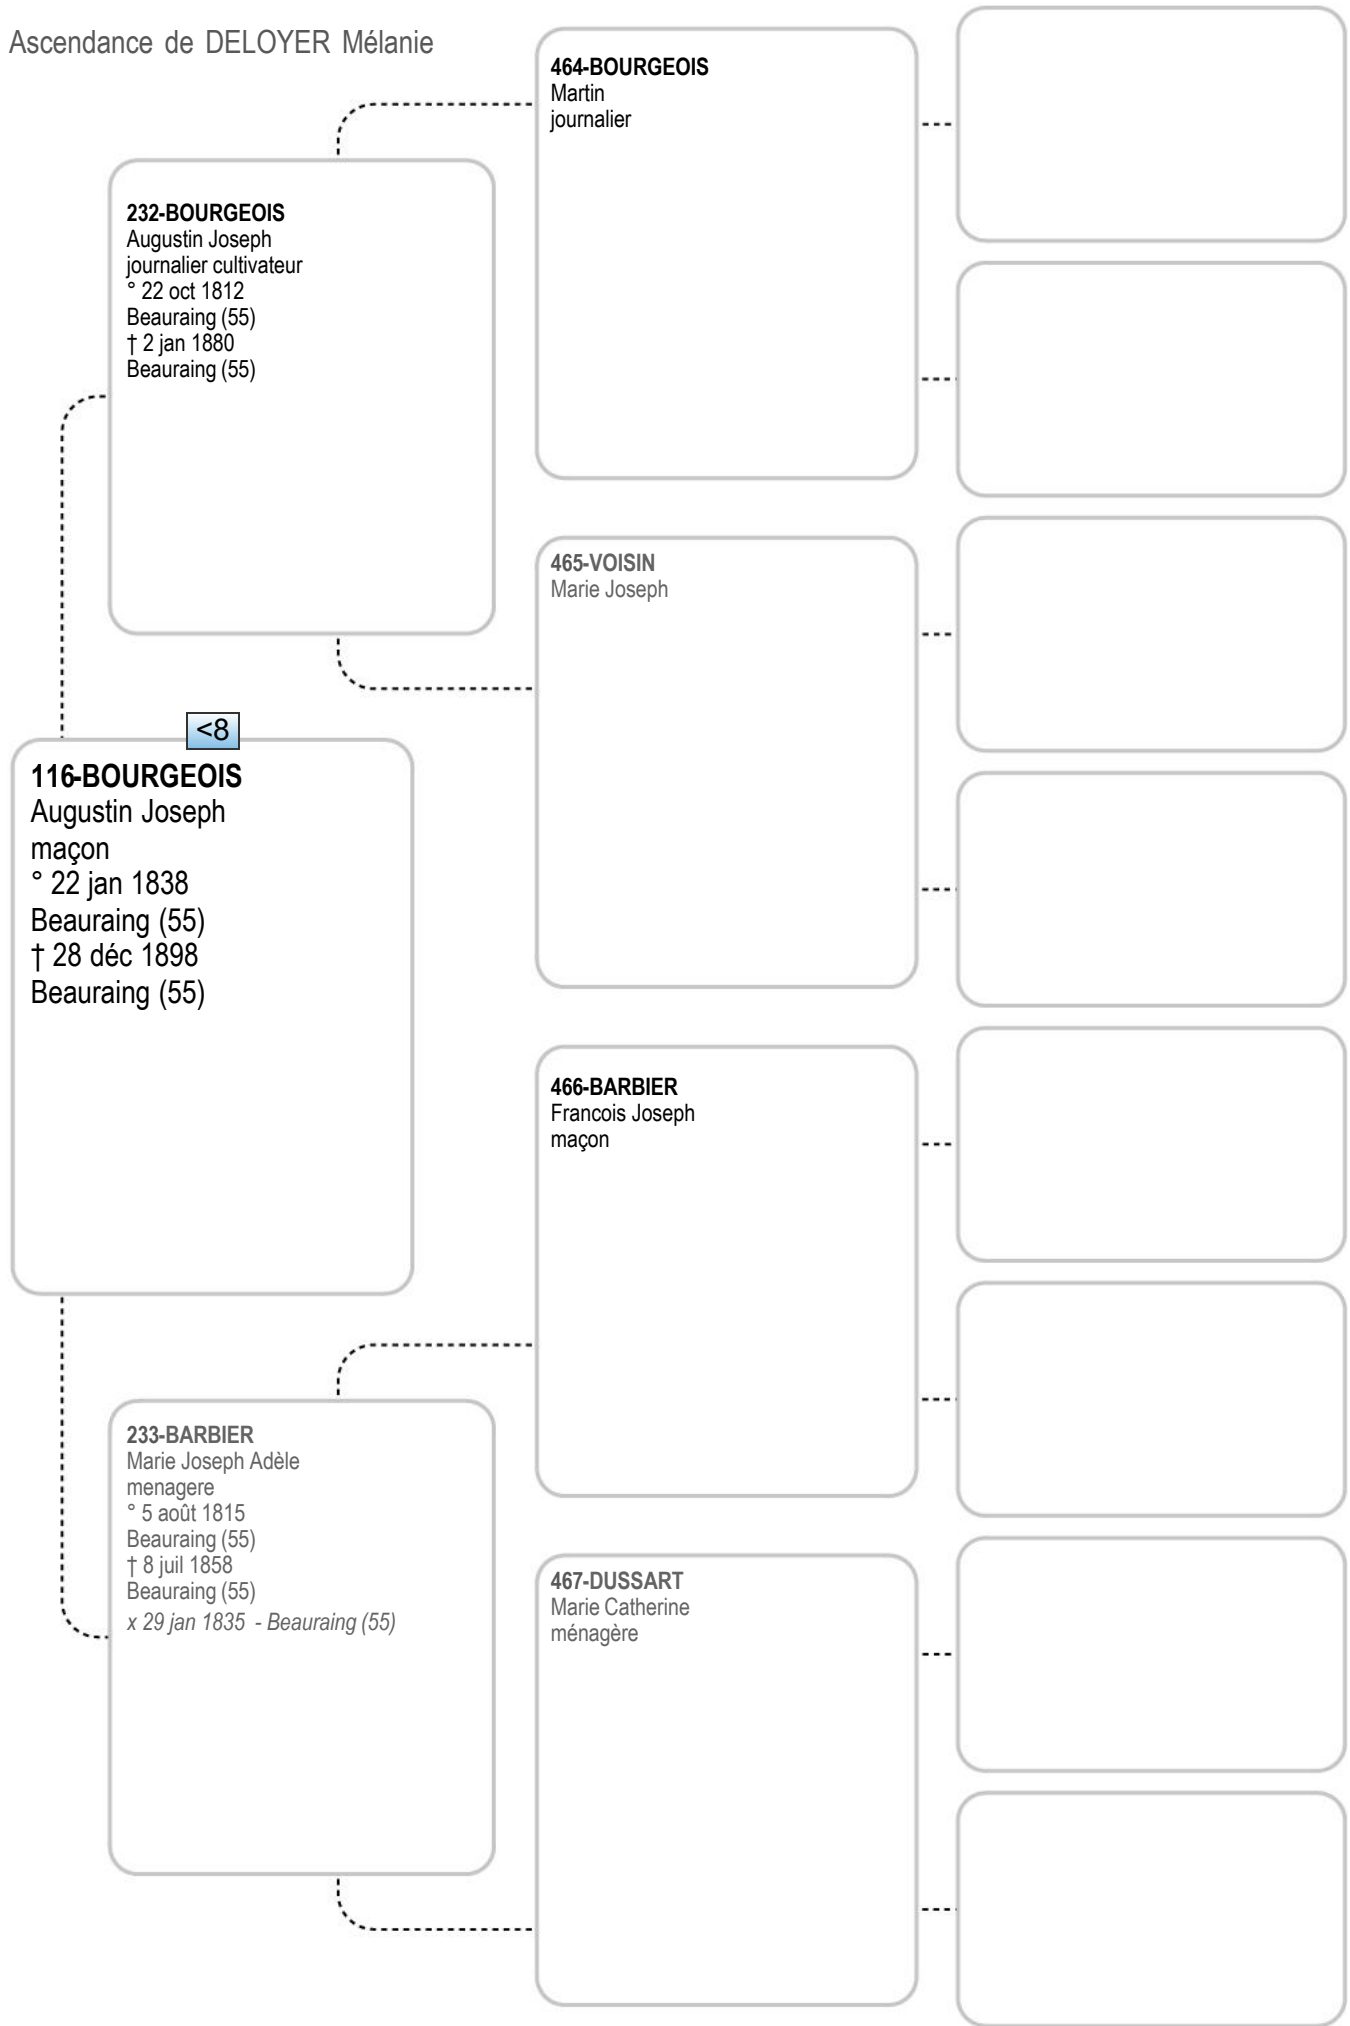 Ascendance de DELOYER Mélanie
464-BOURGEOIS
Martin
journalier
232-BOURGEOIS
Augustin Joseph
journalier cultivateur
° 22 oct 1812
Beauraing (55)
† 2 jan 1880
Beauraing (55)
465-VOISIN
Marie Joseph
<8
116-BOURGEOIS
Augustin Joseph
maçon
° 22 jan 1838
Beauraing (55)
† 28 déc 1898
Beauraing (55)
466-BARBIER
Francois Joseph
maçon
233-BARBIER
Marie Joseph Adèle
menagere
° 5 août 1815
Beauraing (55)
† 8 juil 1858
Beauraing (55)
x 29 jan 1835 - Beauraing (55)
467-DUSSART
Marie Catherine
ménagère